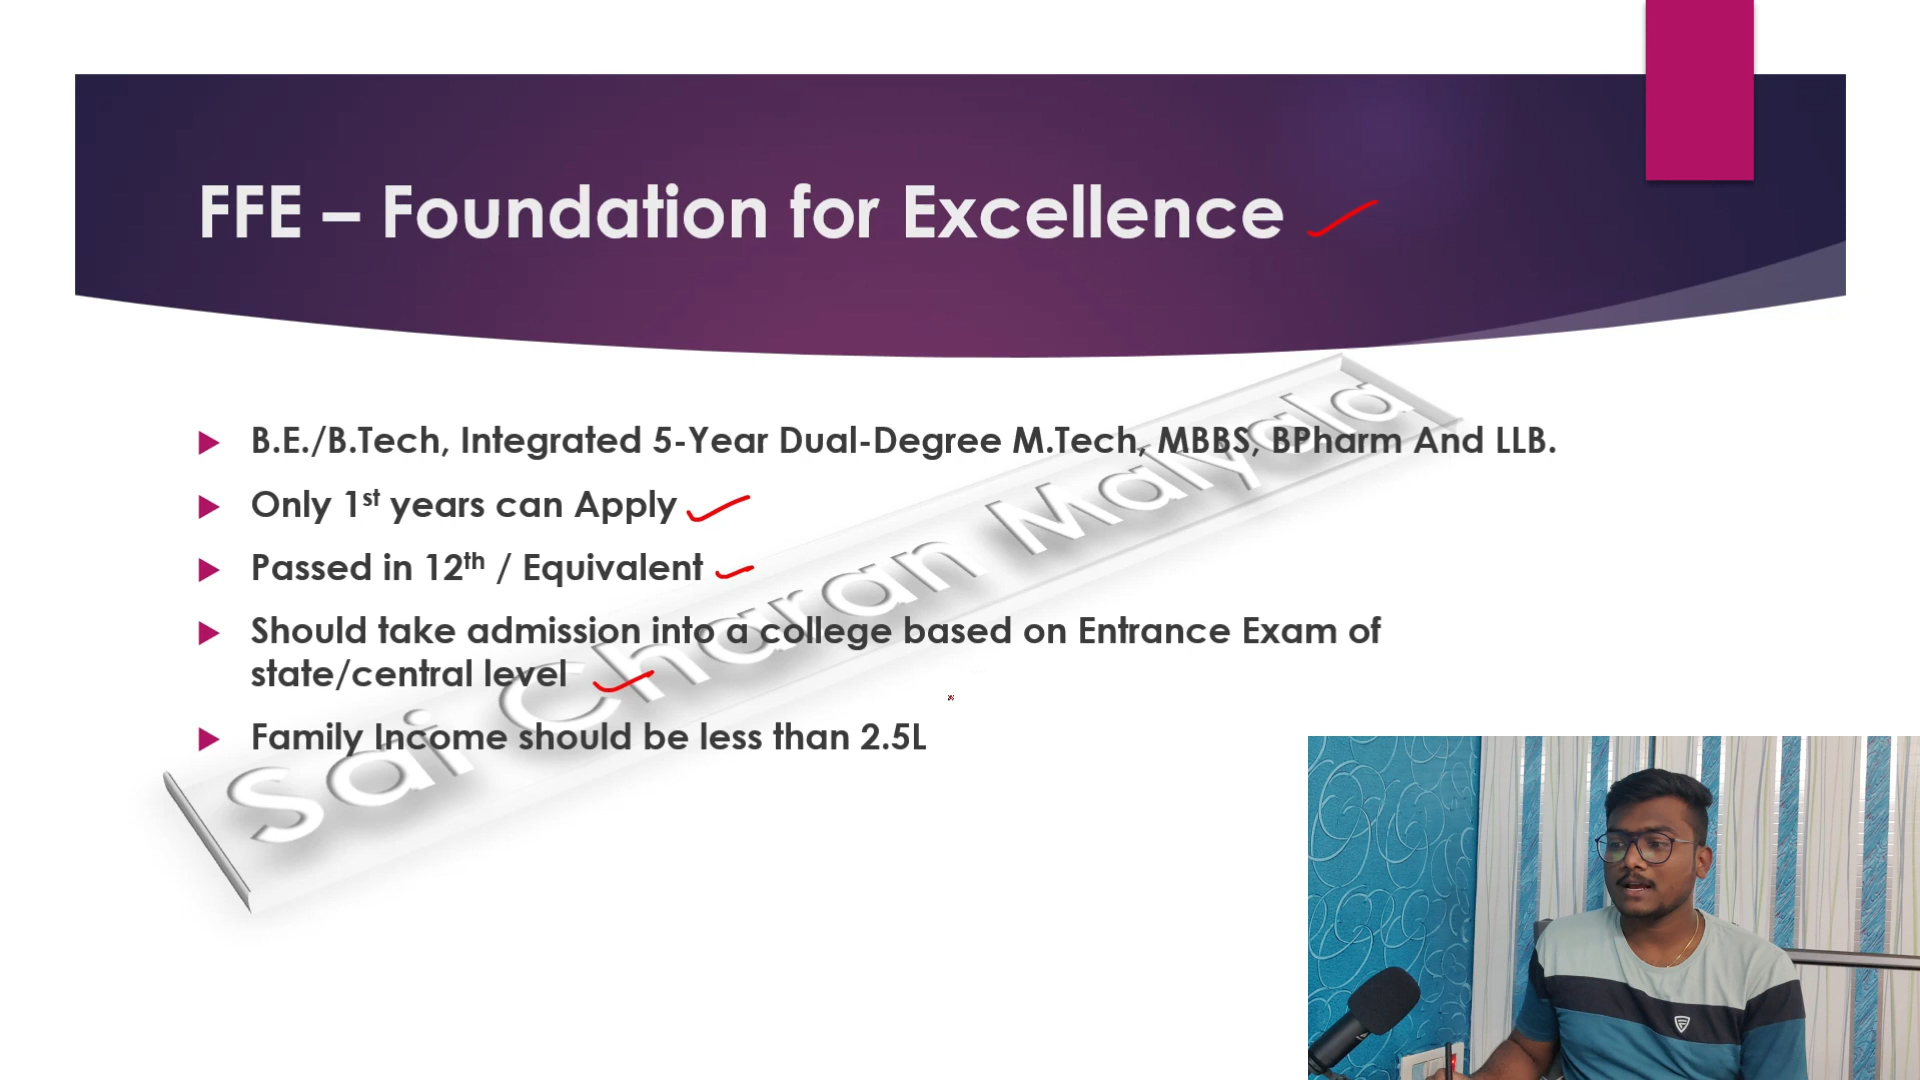 FFE – Foundation for Excellence
B.E./B.Tech, Integrated 5-Year Dual-Degree M.Tech, MBBS, BPharm And LLB.
Only 1st years can Apply
Passed in 12th / Equivalent
Should take admission into a college based on Entrance Exam of
state/central level
Family Income should be less than 2.5L
Sai Charan Malyala